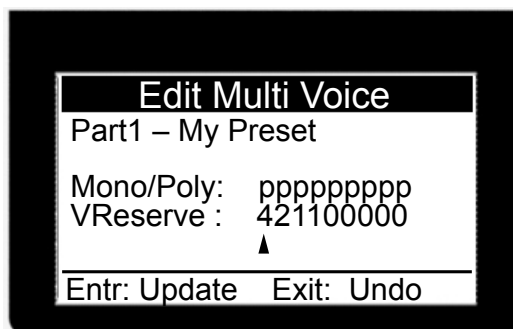 Edit Multi Voice
Part1 – My Preset
Mono/Poly: ppppppppp
VReserve : 421100000
Entr: Update Exit: Undo